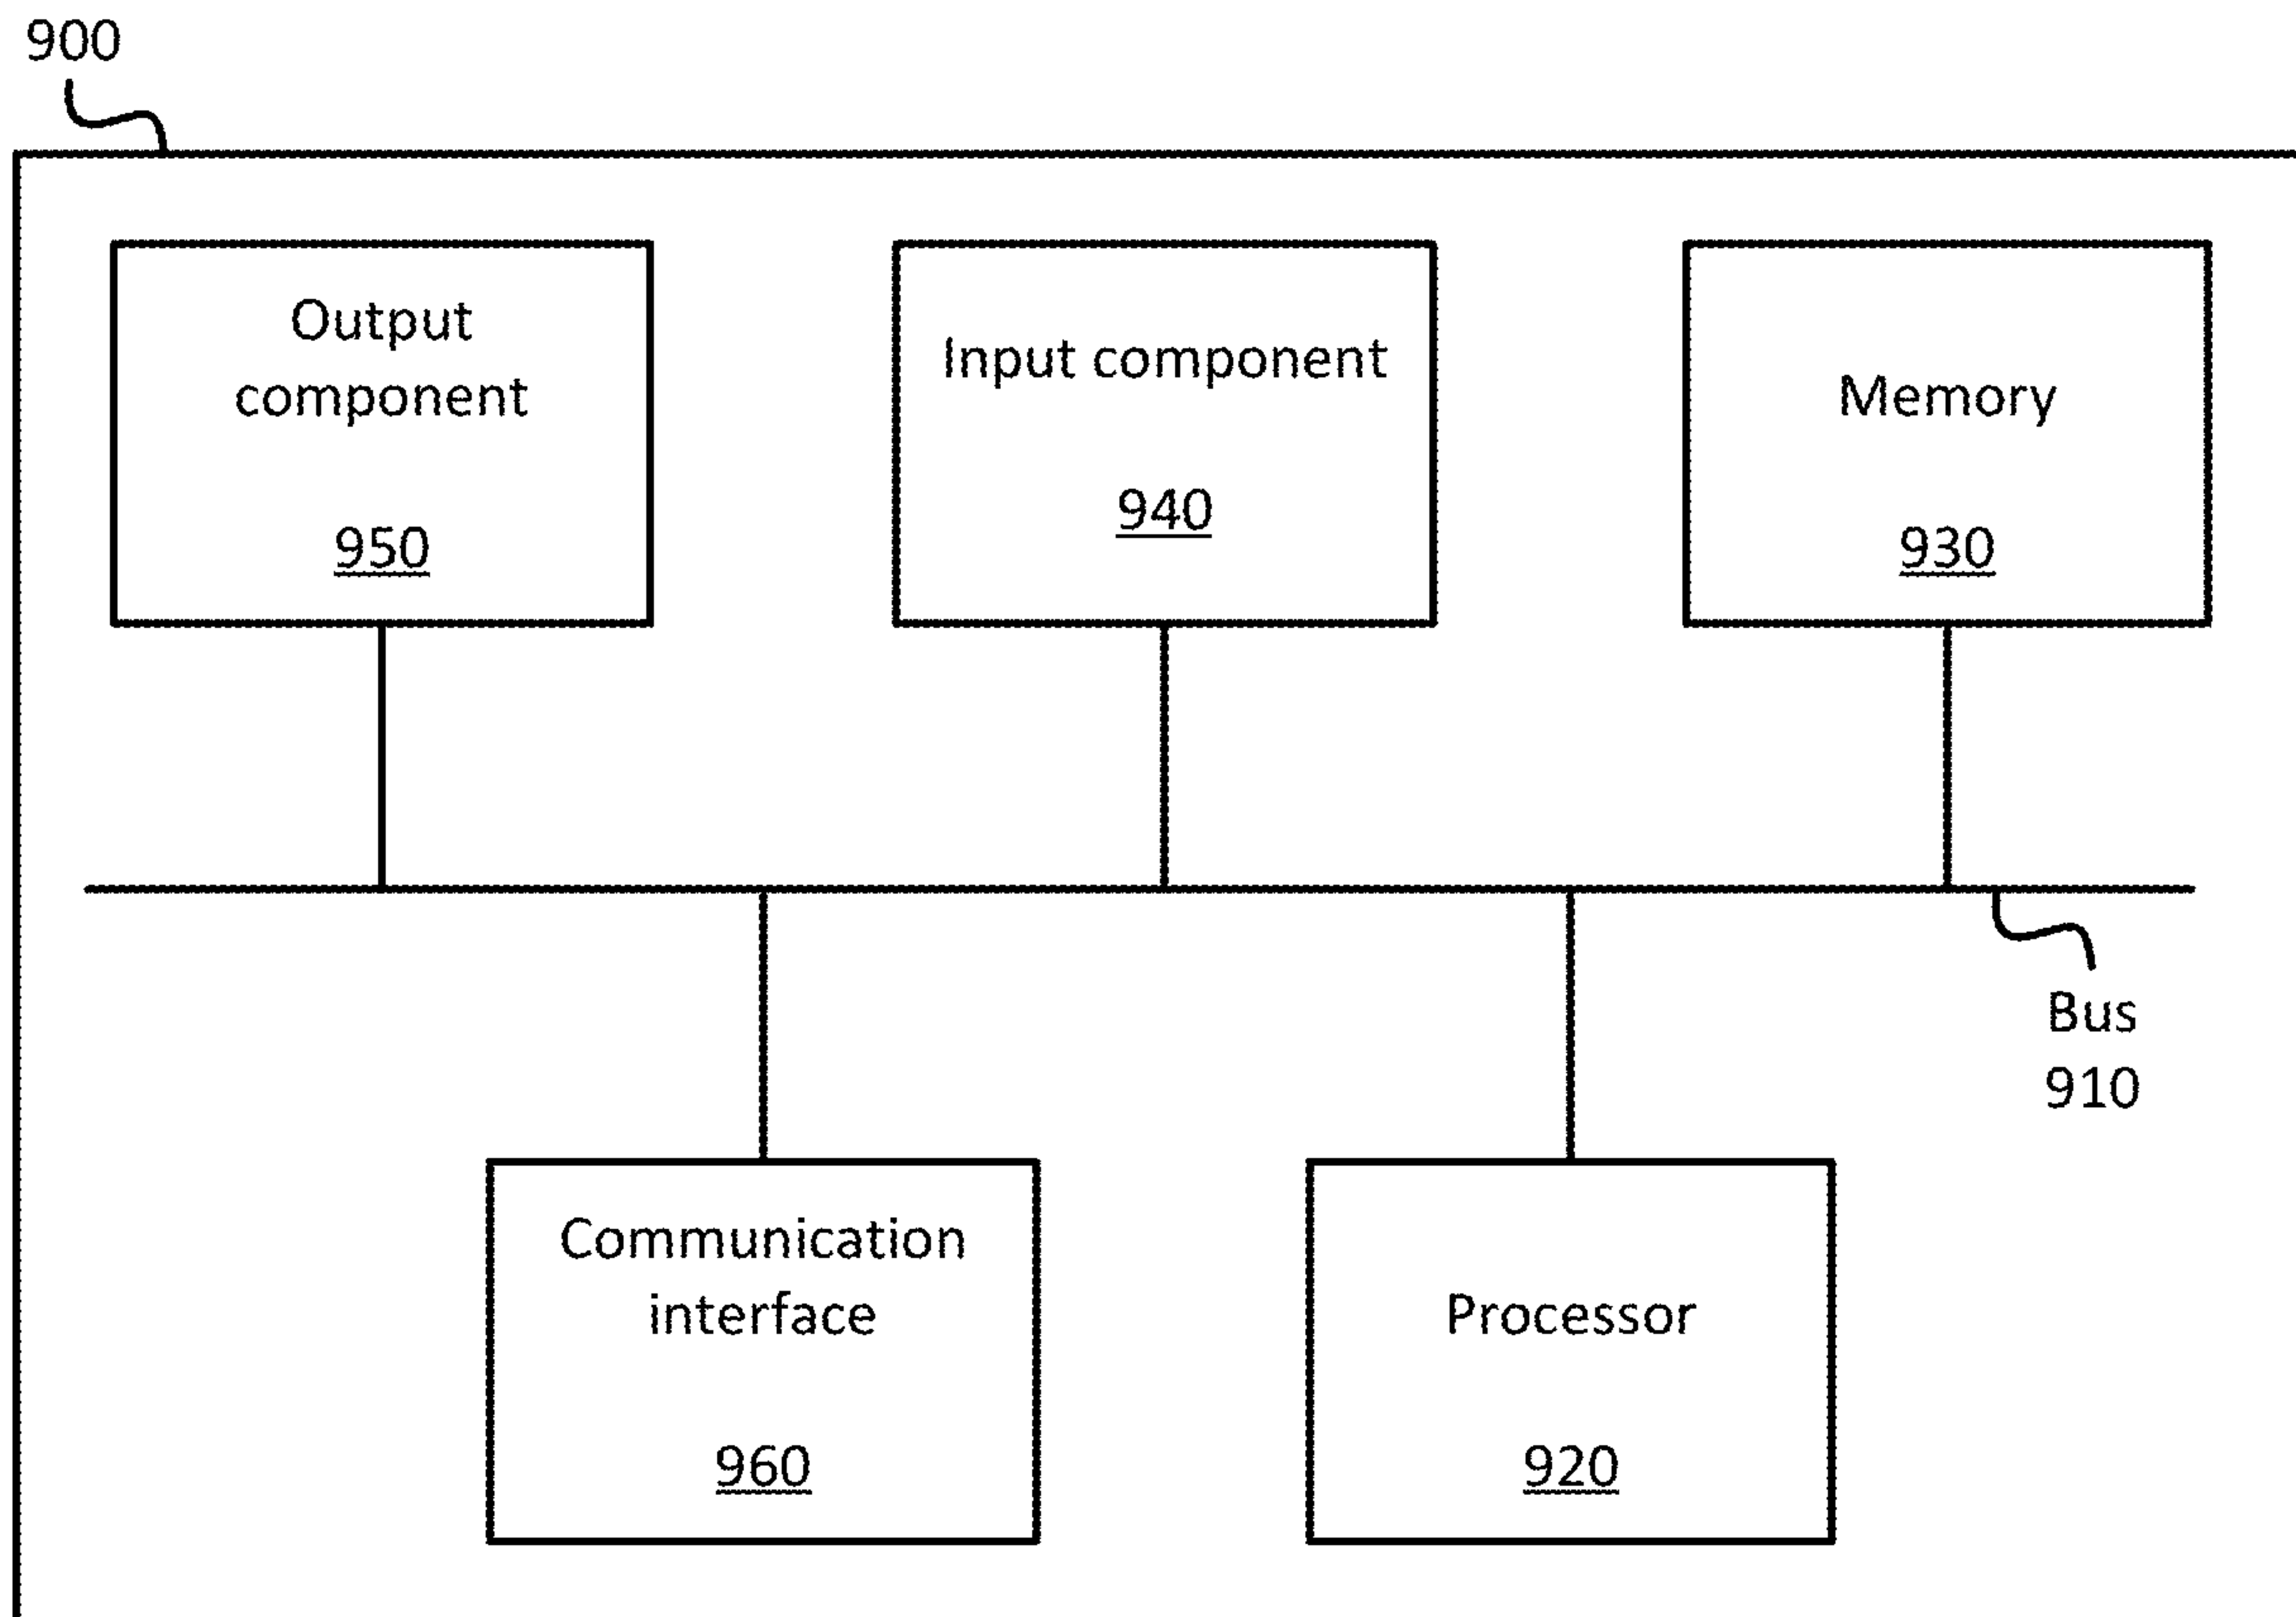 900
Output
component
950
Input component
940
Memory
930
Bus
910
Communication
interface
960
Processor
920